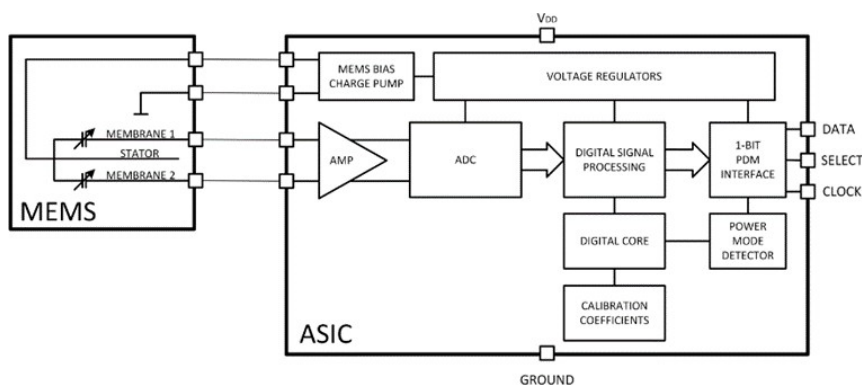 VDD
MEMS BIAS
CHARGE PUMP
VOLTAGE REGULATORS
MEMBRANE 1
STATOR
MEMBRANE 2
MEMS
AMP
ADC
DIGITAL SIGNAL
PROCESSING
1-BIT
PDM
INTERFACE
DATA
SELECT
CLOCK
DIGITAL CORE
POWER
MODE
DETECTOR
CALIBRATION
COEFFICIENTS
ASIC
GROUND